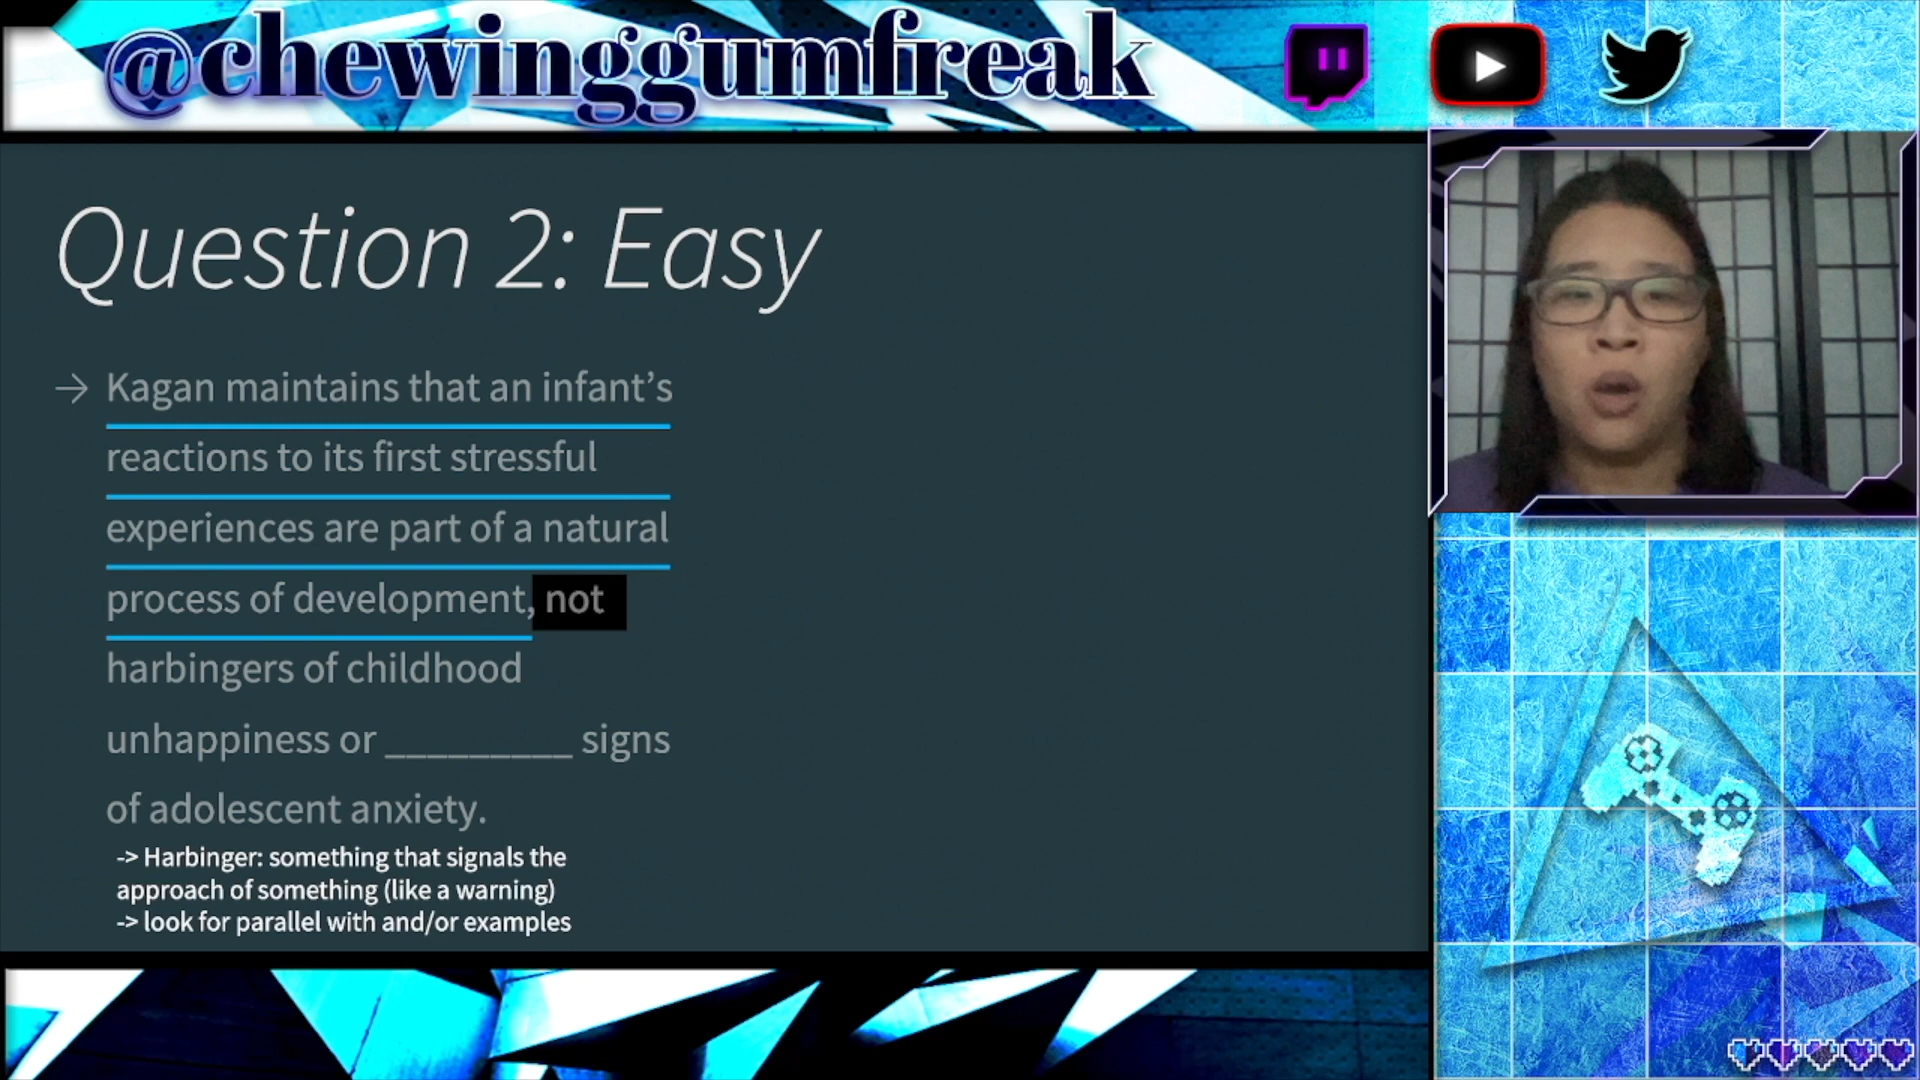 @chewinggumfreak
Question 2: Easy
→ Kagan maintains that an infant’s
reactions to its first stressful
experiences are part of a natural
process of development, not
harbingers of childhood
unhappiness or _________ signs
of adolescent anxiety.
-> Harbinger: something that signals the
approach of something (like a warning)
-> look for parallel with and/or examples